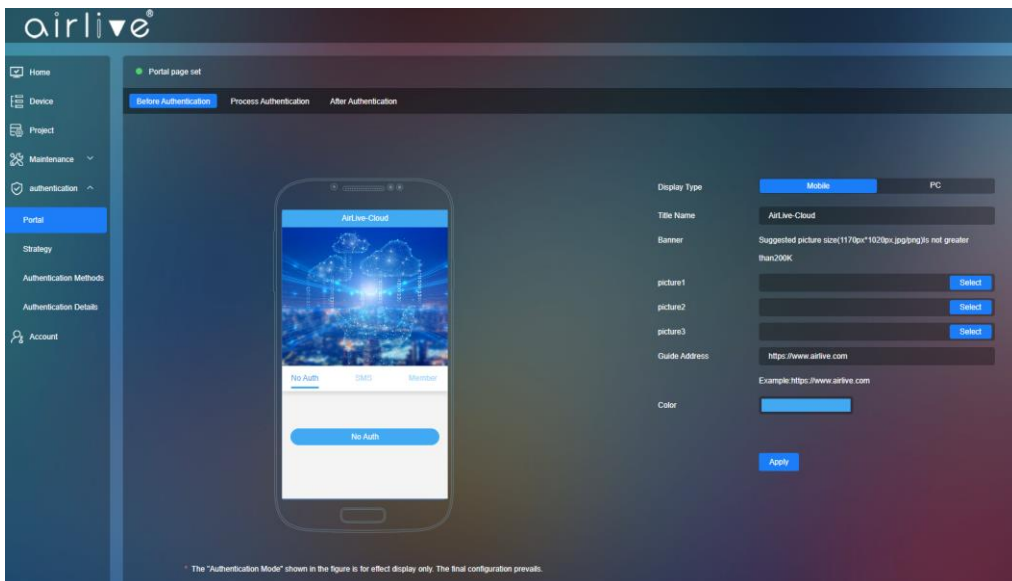 airlive®
Home
Device
Project
Maintenance
authentication
Portal
Strategy
Authentication Methods
Authentication Details
Account
Portal page set
Before Authentication Process Authentication After Authentication
AirLive-Cloud
No Auth SMS Member
No Auth
Display Type Mobile PC
Title Name AirLive-Cloud
Banner Suggested picture size(1170px*1020px,jpg/png)Is not greater
than200K
picture1 Select
picture2 Select
picture3 Select
Guide Address https://www.airlive.com
Example:https://www.airlive.com
Color
Apply
* The "Authentication Mode" shown in the figure is for effect display only. The final configuration prevails.